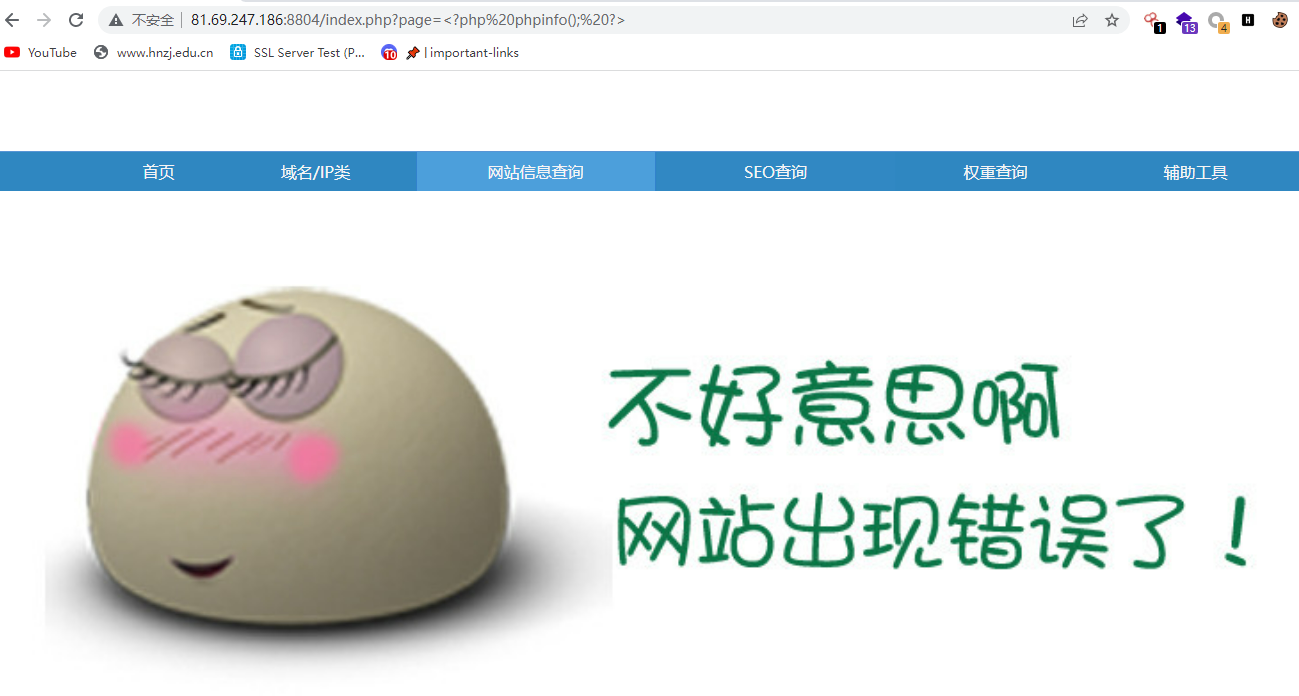 不安全 81.69.247.186:8804/index.php?page=<?php%20phpinfo();%20?>
1 13 4 H
YouTube www.hnzj.edu.cn SSL Server Test (P... 10 | important-links
首页 域名/IP类 网站信息查询 SEO查询 权重查询 辅助工具
不好意思啊
网站出现错误了！